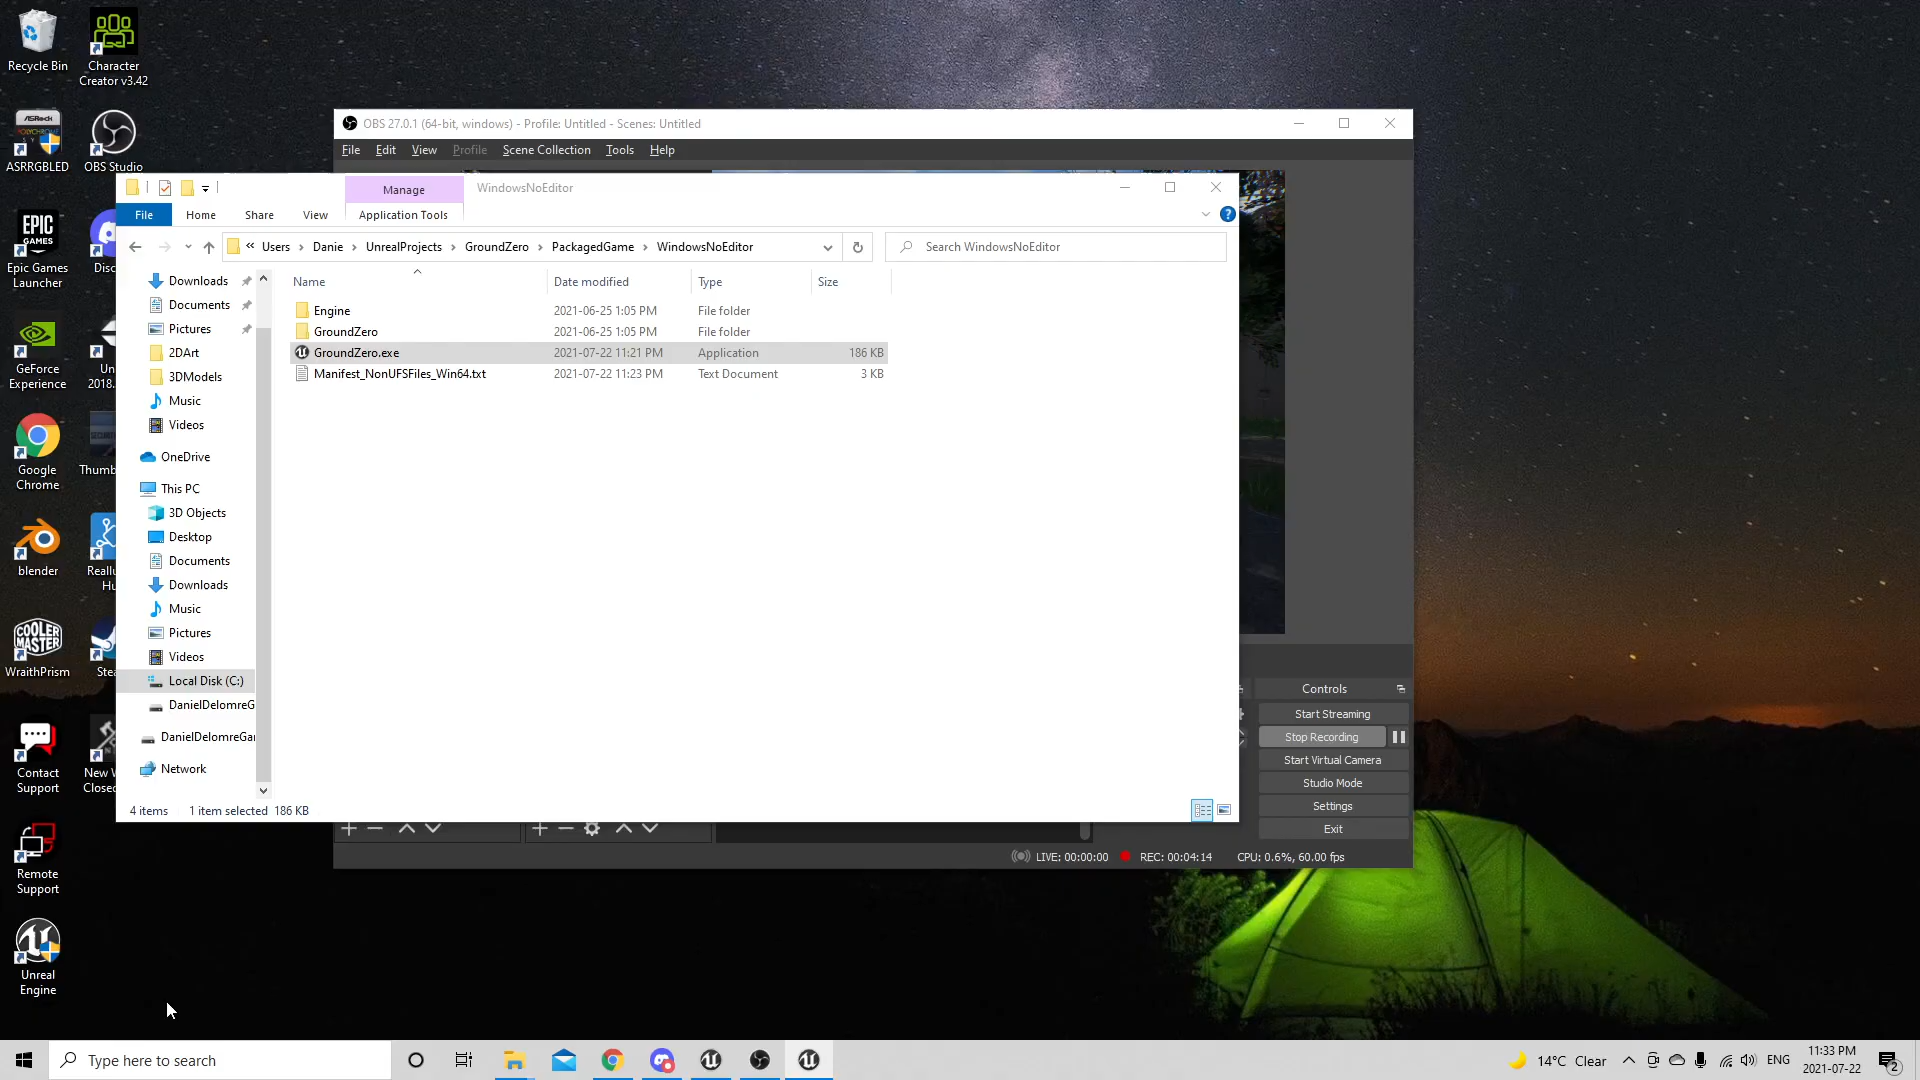 Recycle Bin
Character
Creator v3.42
ASRock
ASRRGBLED
OBS Studio
EPIC
GAMES
Epic Games
Launcher
Disc
GeForce
Experience
Un
2018.
Google
Chrome
Thumb
blender
Reallu
Hu
COOLER
MASTER
WraithPrism
Stea
Contact
Support
New W
Closed
Remote
Support
Unreal
Engine
OBS 27.0.1 (64-bit, windows) - Profile: Untitled - Scenes: Untitled
File Edit View Profile Scene Collection Tools Help
Manage WindowsNoEditor
File Home Share View Application Tools
« Users › Danie › UnrealProjects › GroundZero › PackagedGame › WindowsNoEditor
Search WindowsNoEditor
Downloads
Documents
Pictures
2DArt
3DModels
Music
Videos
OneDrive
This PC
3D Objects
Desktop
Documents
Downloads
Music
Pictures
Videos
Local Disk (C:)
DanielDelomreG
DanielDelomreGar
Network
Name Date modified Type Size
Engine 2021-06-25 1:05 PM File folder
GroundZero 2021-06-25 1:05 PM File folder
GroundZero.exe 2021-07-22 11:21 PM Application 186 KB
Manifest_NonUFSFiles_Win64.txt 2021-07-22 11:23 PM Text Document 3 KB
4 items 1 item selected 186 KB
Controls
Start Streaming
Stop Recording
Start Virtual Camera
Studio Mode
Settings
Exit
LIVE: 00:00:00 REC: 00:04:14 CPU: 0.6%, 60.00 fps
Type here to search
14°C Clear
ENG
11:33 PM
2021-07-22
2